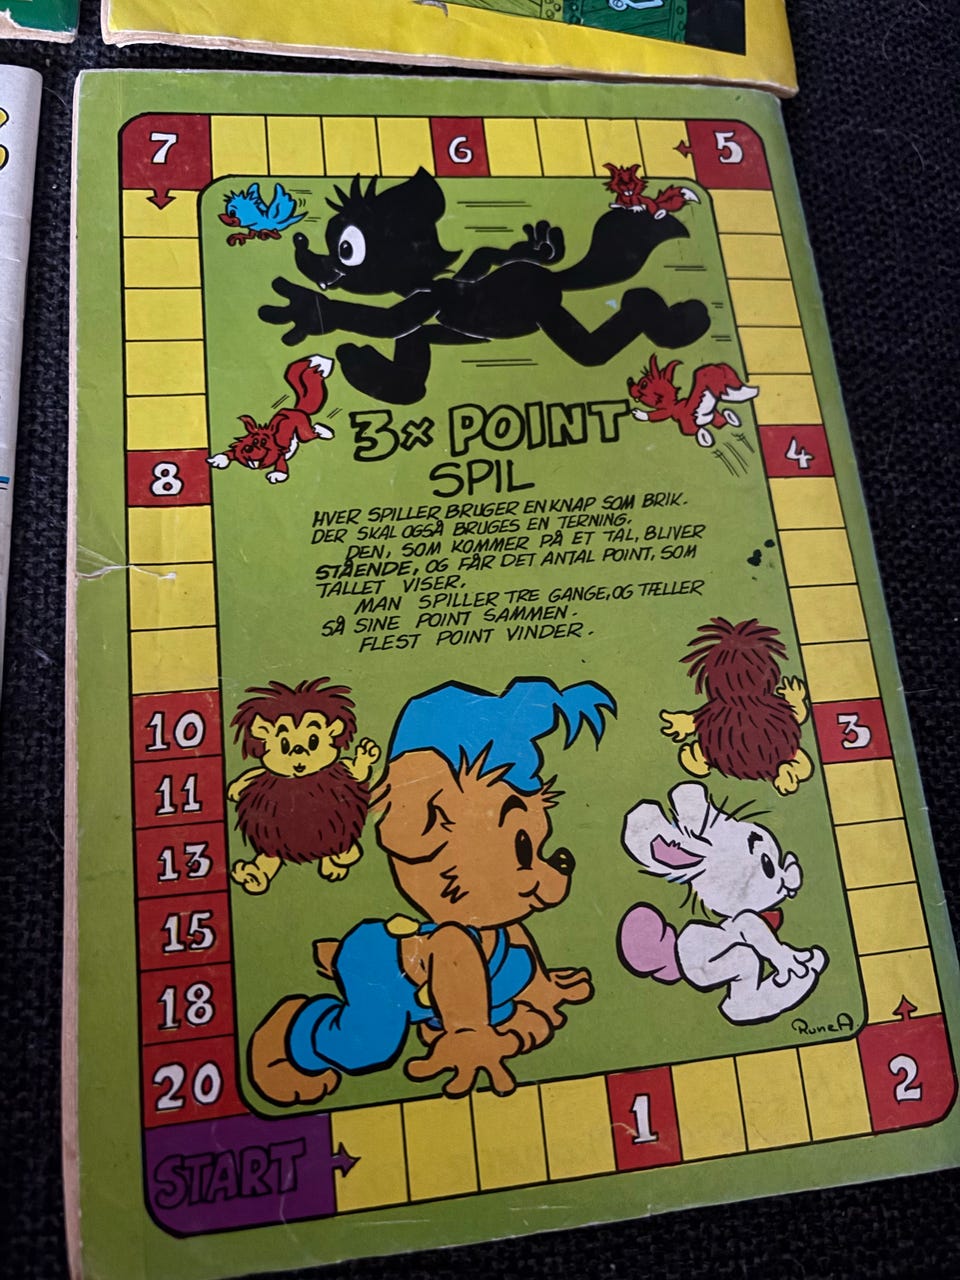 7
6
5
3x POINT
SPIL
8
4
HVER SPILLER BRUGER EN KNAP SOM BRIK.
DER SKAL OGSÅ BRUGES EN TERNING.
DEN, SOM KOMMER PÅ ET TAL, BLIVER
STÅENDE, OG FÅR DET ANTAL POINT, SOM
TALLET VISER.
MAN SPILLER TRE GANGE, OG TÆLLER
SÅ SINE POINT SAMMEN.
FLEST POINT VINDER.
10
3
11
13
15
18
Rune A.
20
2
1
START